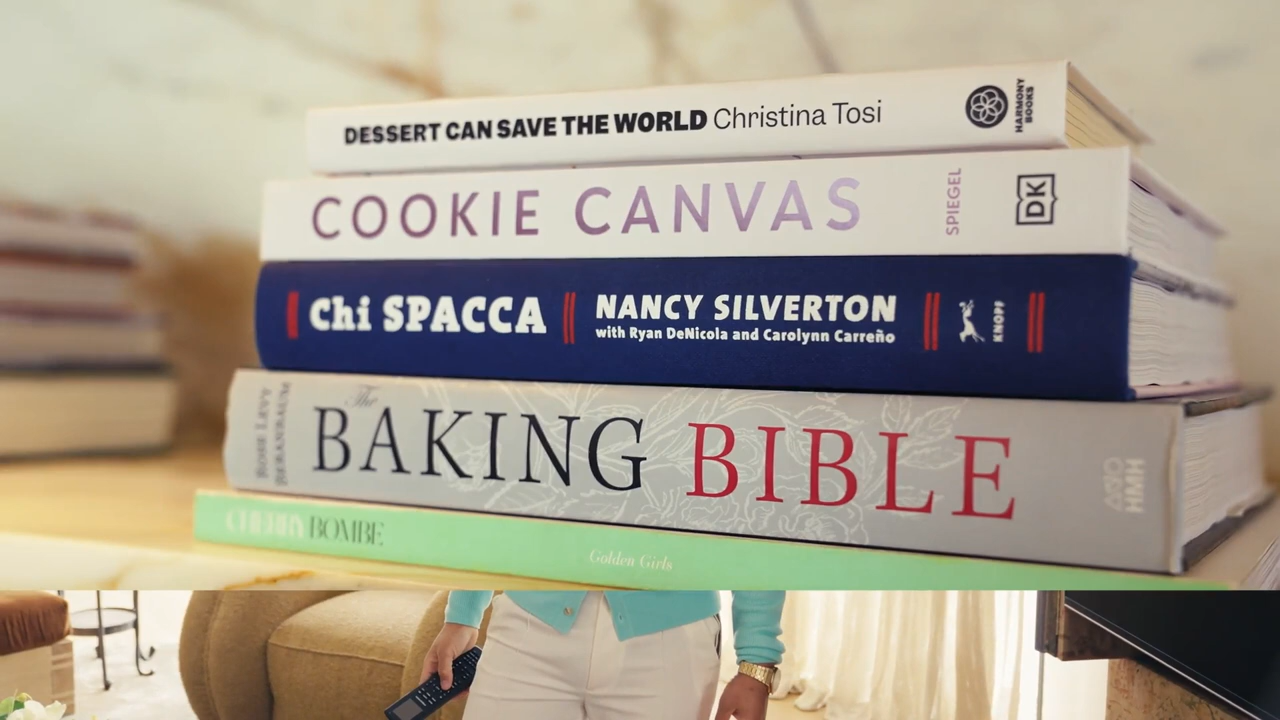 DESSERT CAN SAVE THE WORLD Christina Tosi
HARMONY
BOOKS
COOKIE CANVAS
SPIEGEL
DK
Chi SPACCA
NANCY SILVERTON
with Ryan DeNicola and Carolynn Carreño
KNOPF
ROSE LEVY
BERANBAUM
The
BAKING BIBLE
HMH
CHERRY BOMBE
Golden Girls